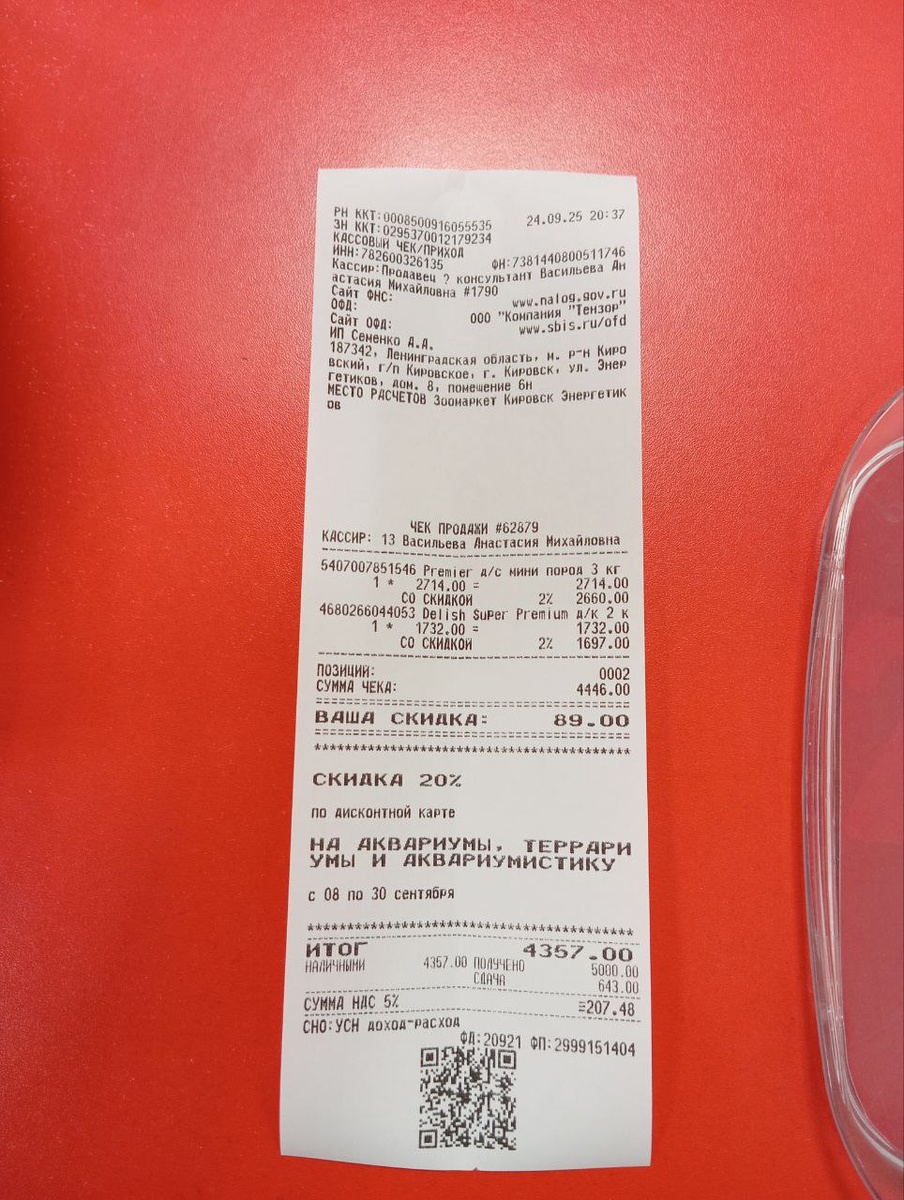 РН ККТ:0008500916055535 24.09.25 20:37
ЗН ККТ:0295370012179234
КАССОВЫЙ ЧЕК/ПРИХОД
ИНН:782600326135 ФН:7381440800511746
Кассир:Продавец ? консультант Васильева Ан
астасия Михайловна #1790
Сайт ФНС: www.nalog.gov.ru
ОФД: ООО "Компания "Тензор"
Сайт ОФД: www.sbis.ru/ofd
ИП Семенко А.А.
187342, Ленинградская область, м. р-н Киро
вский, г/п Кировское, г. Кировск, ул. Энер
гетиков, дом. 8, помещение 6н
МЕСТО РАСЧЕТОВ Зоомаркет Кировск Энергетик
ов
ЧЕК ПРОДАЖИ #62879
КАССИР: 13 Васильева Анастасия Михайловна
5407007851546 Premier д/с мини пород 3 кг
1 * 2714.00 = 2714.00
СО СКИДКОЙ 2% 2660.00
4680266044053 Delish Super Premium д/к 2 к
1 * 1732.00 = 1732.00
СО СКИДКОЙ 2% 1697.00
ПОЗИЦИЙ: 0002
СУММА ЧЕКА: 4446.00
ВАША СКИДКА: 89.00
******************************************
СКИДКА 20%
по дисконтной карте
НА АКВАРИУМЫ, ТЕРРАРИ
УМЫ И АКВАРИУМИСТИКУ
с 08 по 30 сентября
******************************************
ИТОГ 4357.00
НАЛИЧНЫМИ 4357.00 ПОЛУЧЕНО 5000.00
СДАЧА 643.00
СУММА НДС 5% =207.48
СНО:УСН доход-расход
ФД:20921 ФП:2999151404